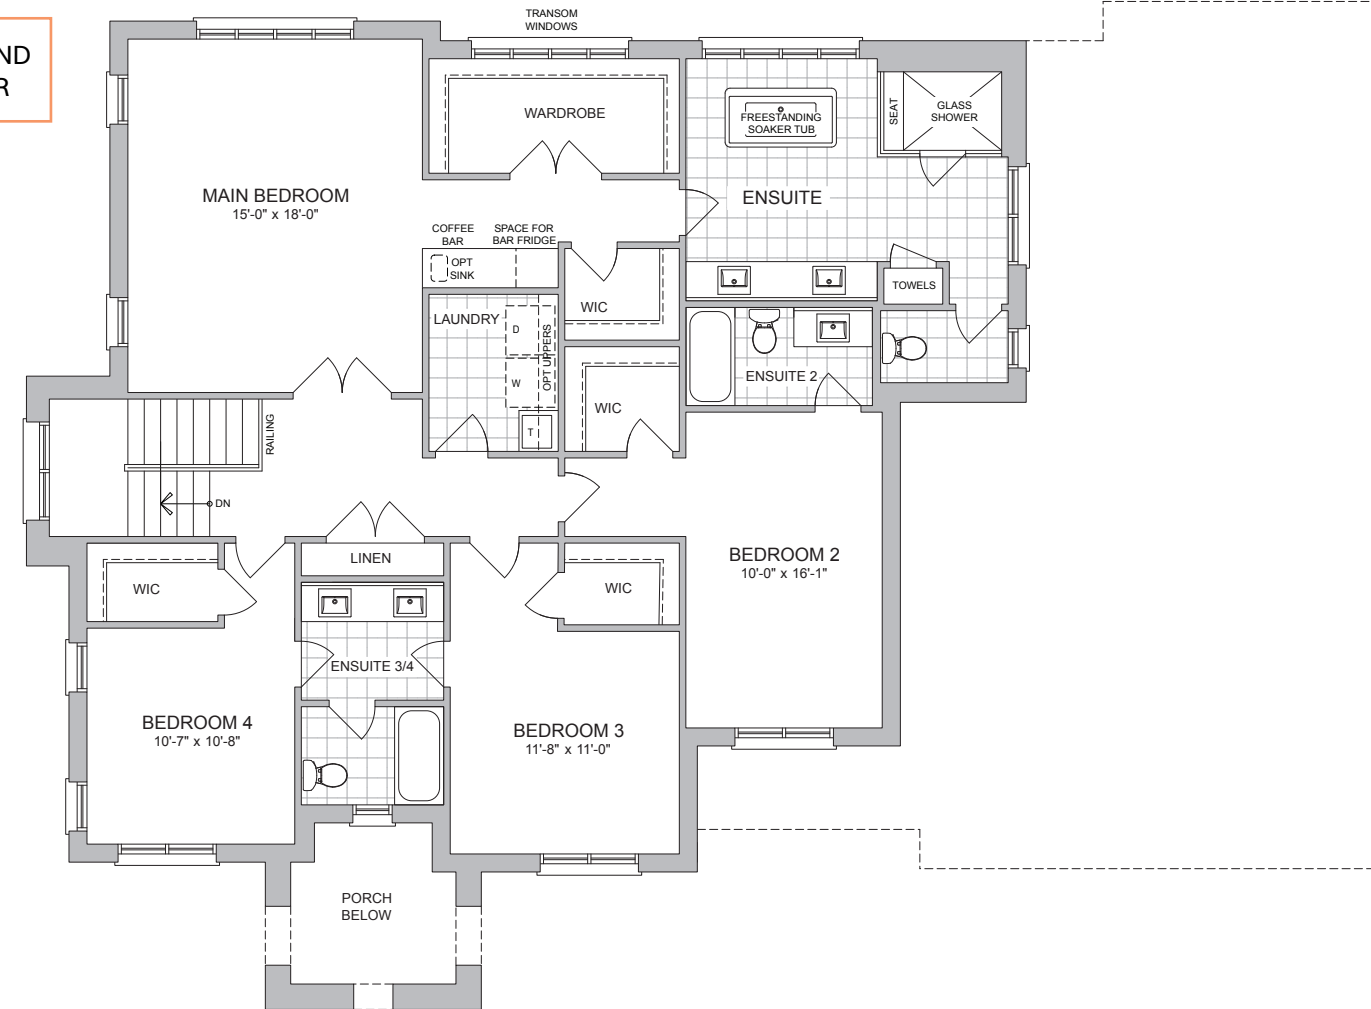 ND
R
TRANSOM
WINDOWS
WARDROBE
FREESTANDING
SOAKER TUB
SEAT
GLASS
SHOWER
MAIN BEDROOM
15'-0" x 18'-0"
ENSUITE
COFFEE
BAR
SPACE FOR
BAR FRIDGE
OPT
SINK
TOWELS
WIC
LAUNDRY
D
W
OPT UPPERS
T
ENSUITE 2
WIC
RAILING
DN
LINEN
BEDROOM 2
10'-0" x 16'-1"
WIC
WIC
ENSUITE 3/4
BEDROOM 4
10'-7" x 10'-8"
BEDROOM 3
11'-8" x 11'-0"
PORCH
BELOW